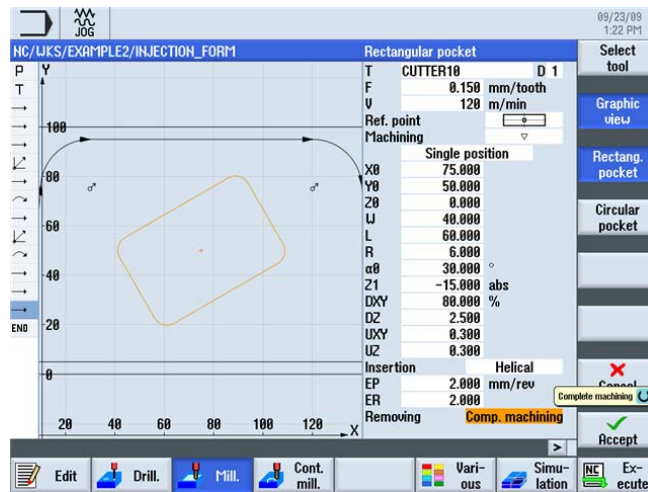 JOG
09/23/09
1:22 PM
NC/WKS/EXAMPLE2/INJECTION_FORM
Rectangular pocket
Select
tool
P
T
END
Y
100
80
60
40
20
0
20 40 60 80 100 120 X
T CUTTER10 D 1
F 0.150 mm/tooth
V 120 m/min
Ref. point
Machining ▽
Single position
X0 75.000
Y0 50.000
Z0 0.000
W 40.000
L 60.000
R 6.000
α0 30.000 °
Z1 -15.000 abs
DXY 80.000 %
DZ 2.500
UXY 0.300
UZ 0.300
Insertion Helical
EP 2.000 mm/rev
ER 2.000
Removing Comp. machining
Graphic
view
Rectang.
pocket
Circular
pocket
Cancel
Complete machining
Accept
>
Edit
Drill.
Mill.
Cont.
mill.
Vari-
ous
Simu-
lation
NC
Ex-
ecute